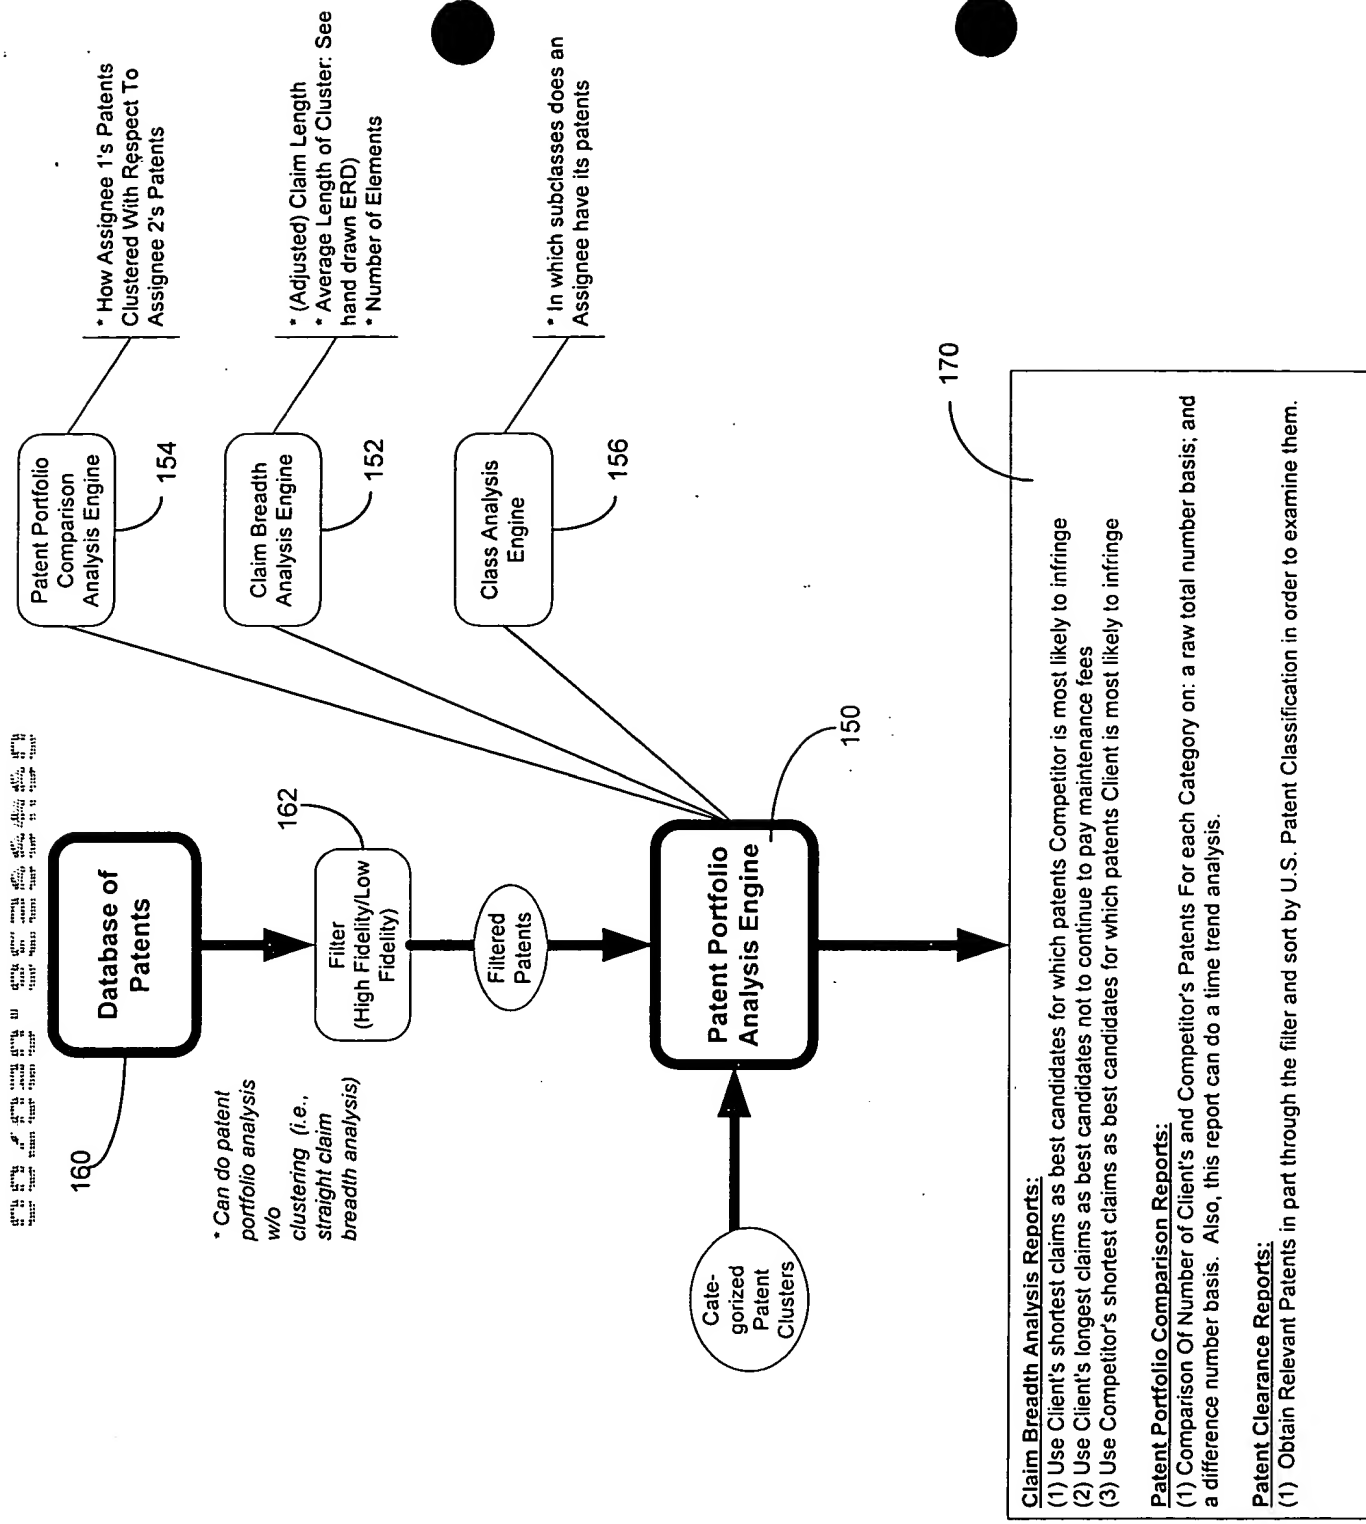 Database of
Patents
160
* Can do patent
portfolio analysis
w/o
clustering (i.e.,
straight claim
breadth analysis)
Filter
(High Fidelity/Low
Fidelity)
162
Filtered
Patents
Cate-
gorized
Patent
Clusters
Patent Portfolio
Analysis Engine
150
Patent Portfolio
Comparison
Analysis Engine
154
* How Assignee 1's Patents
Clustered With Respect To
Assignee 2's Patents
Claim Breadth
Analysis Engine
152
* (Adjusted) Claim Length
* Average Length of Cluster: See
hand drawn ERD)
* Number of Elements
Class Analysis
Engine
156
* In which subclasses does an
Assignee have its patents
170
Claim Breadth Analysis Reports:
(1) Use Client's shortest claims as best candidates for which patents Competitor is most likely to infringe
(2) Use Client's longest claims as best candidates not to continue to pay maintenance fees
(3) Use Competitor's shortest claims as best candidates for which patents Client is most likely to infringe
Patent Portfolio Comparison Reports:
(1) Comparison Of Number of Client's and Competitor's Patents For each Category on: a raw total number basis; and
a difference number basis. Also, this report can do a time trend analysis.
Patent Clearance Reports:
(1) Obtain Relevant Patents in part through the filter and sort by U.S. Patent Classification in order to examine them.